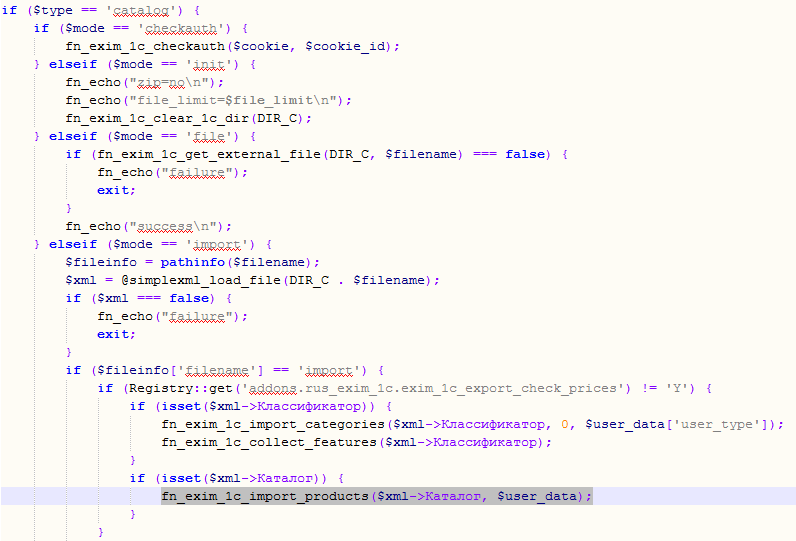 if ($type == 'catalog') {
if ($mode == 'checkauth') {
fn_exim_1c_checkauth($cookie, $cookie_id);
} elseif ($mode == 'init') {
fn_echo("zip=no\n");
fn_echo("file_limit=$file_limit\n");
fn_exim_1c_clear_1c_dir(DIR_C);
} elseif ($mode == 'file') {
if (fn_exim_1c_get_external_file(DIR_C, $filename) === false) {
fn_echo("failure");
exit;
}
fn_echo("success\n");
} elseif ($mode == 'import') {
$fileinfo = pathinfo($filename);
$xml = @simplexml_load_file(DIR_C . $filename);
if ($xml === false) {
fn_echo("failure");
exit;
}
if ($fileinfo['filename'] == 'import') {
if (Registry::get('addons.rus_exim_1c.exim_1c_export_check_prices') != 'Y') {
if (isset($xml->Классификатор)) {
fn_exim_1c_import_categories($xml->Классификатор, 0, $user_data['user_type']);
fn_exim_1c_collect_features($xml->Классификатор);
}
if (isset($xml->Каталог)) {
fn_exim_1c_import_products($xml->Каталог, $user_data);
}
}